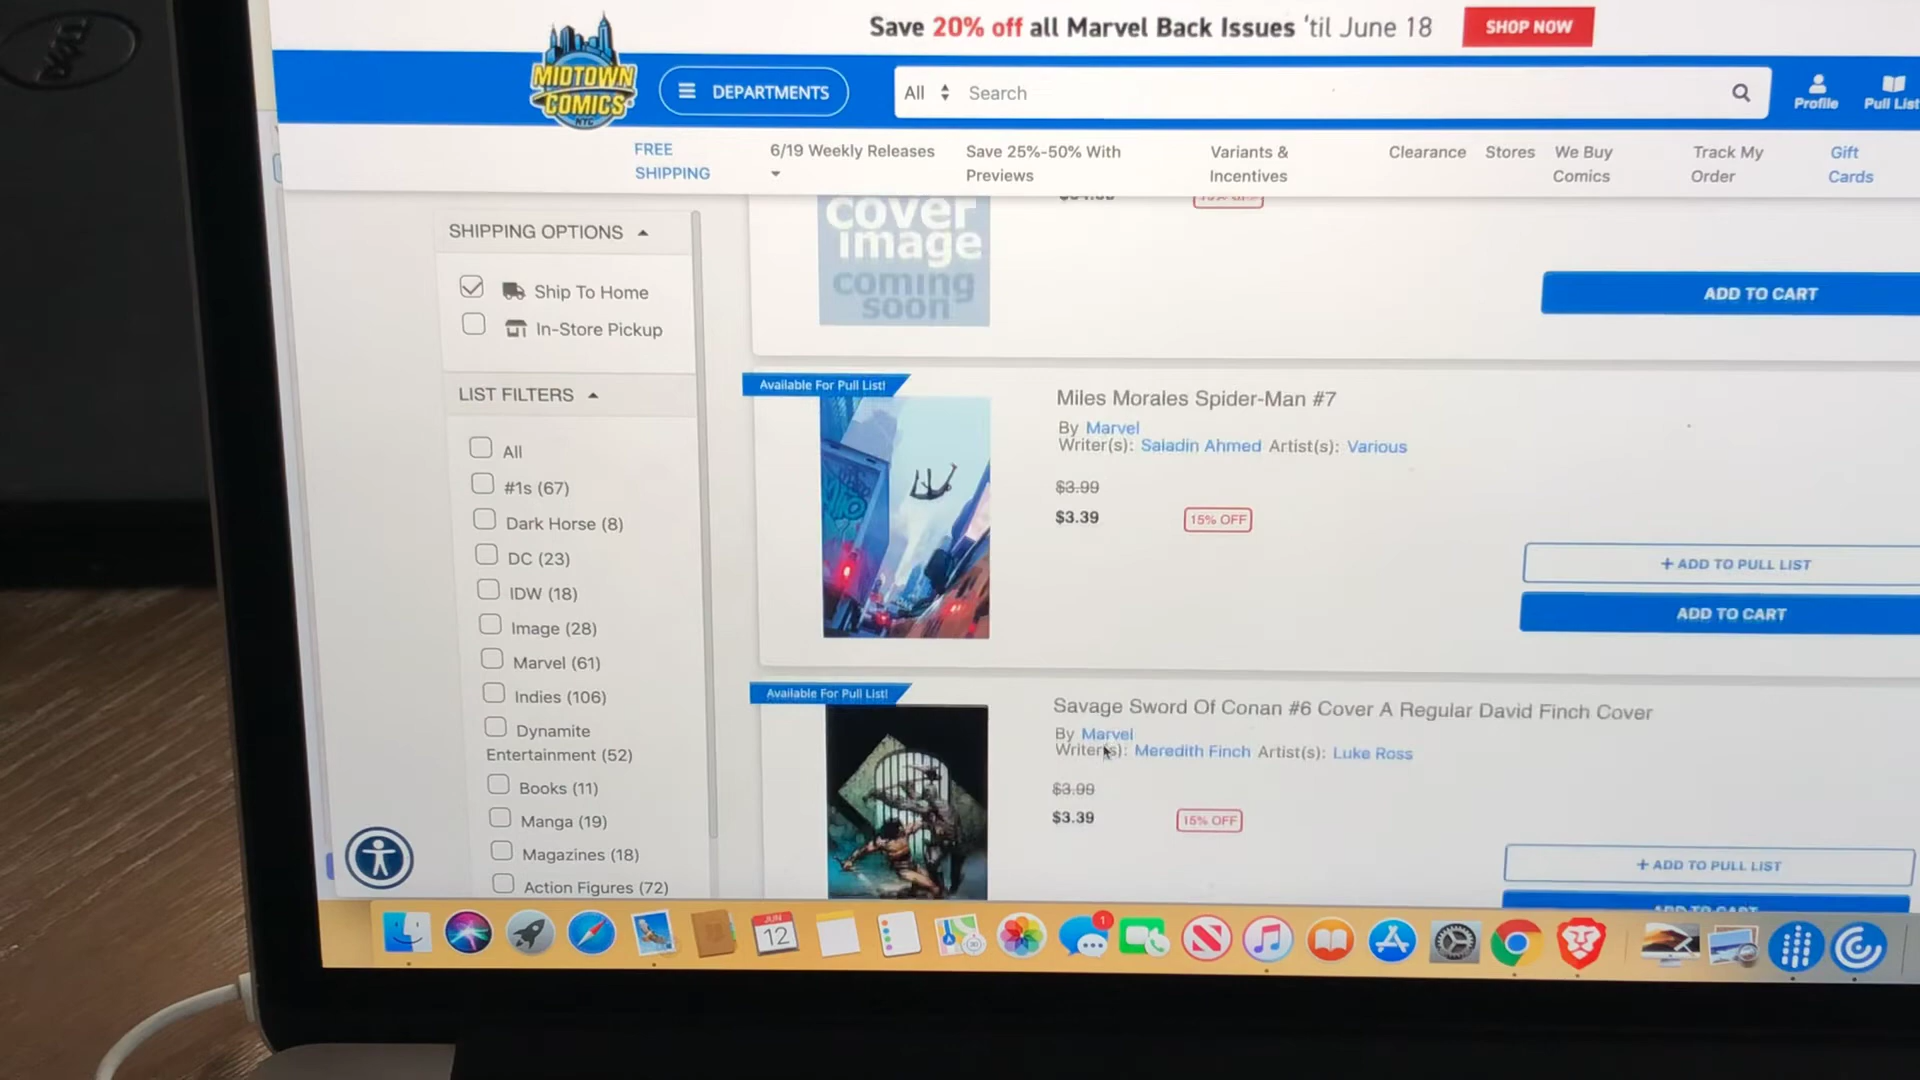 Save 20% off all Marvel Back Issues 'til June 18
SHOP NOW
MIDTOWN
COMICS
NYC
DEPARTMENTS
All
Search
Profile
Pull List
FREE
SHIPPING
6/19 Weekly Releases
Save 25%-50% With
Previews
Variants &
Incentives
Clearance
Stores
We Buy
Comics
Track My
Order
Gift
Cards
SHIPPING OPTIONS
Ship To Home
In-Store Pickup
LIST FILTERS
All
#1s (67)
Dark Horse (8)
DC (23)
IDW (18)
Image (28)
Marvel (61)
Indies (106)
Dynamite
Entertainment (52)
Books (11)
Manga (19)
Magazines (18)
Action Figures (72)
cover
image
coming
soon
ADD TO CART
Available For Pull List!
Miles Morales Spider-Man #7
By Marvel
Writer(s): Saladin Ahmed Artist(s): Various
$3.99
$3.39
15% OFF
+ ADD TO PULL LIST
ADD TO CART
Available For Pull List!
Savage Sword Of Conan #6 Cover A Regular David Finch Cover
By Marvel
Writer(s): Meredith Finch Artist(s): Luke Ross
$3.99
$3.39
15% OFF
+ ADD TO PULL LIST
ADD TO CART
JUN
12
1